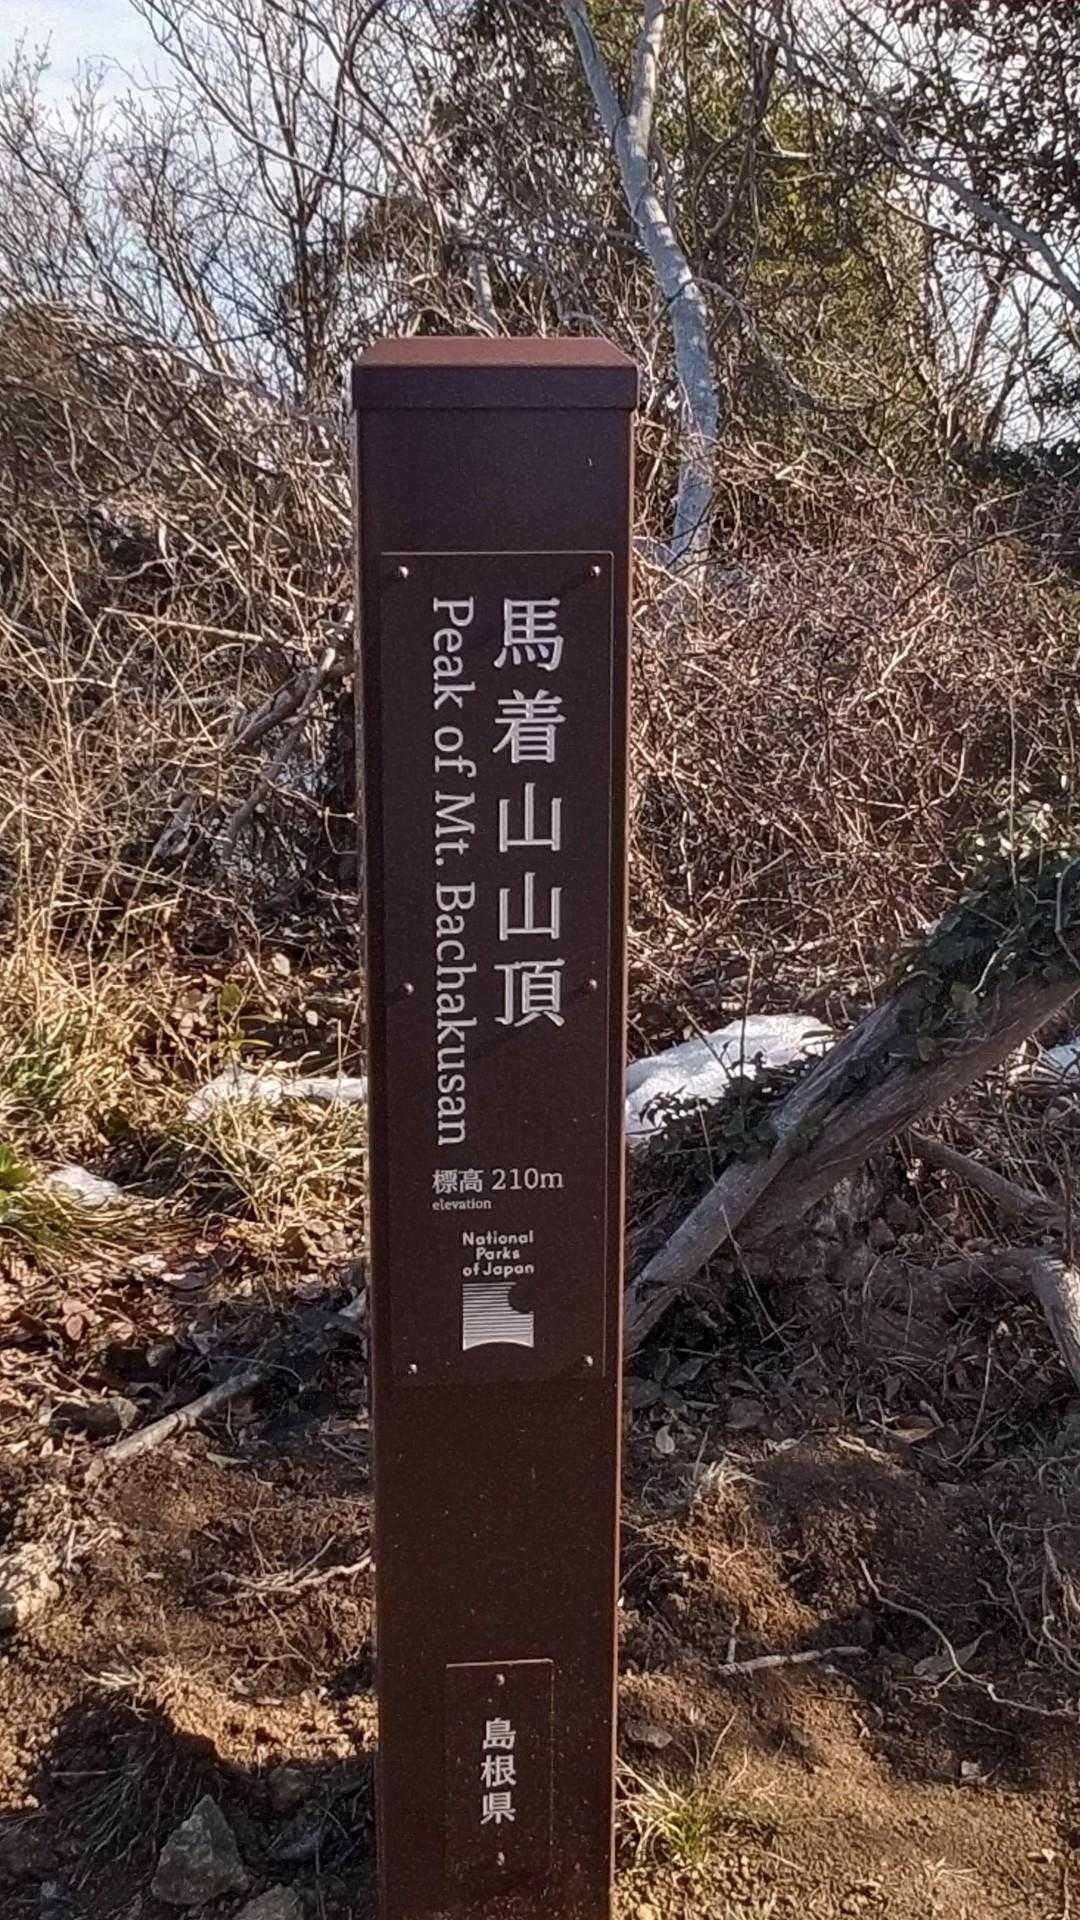 馬着山山頂
Peak of Mt. Bachakusan
標高 210m
elevation
National
Parks
of Japan
島根県